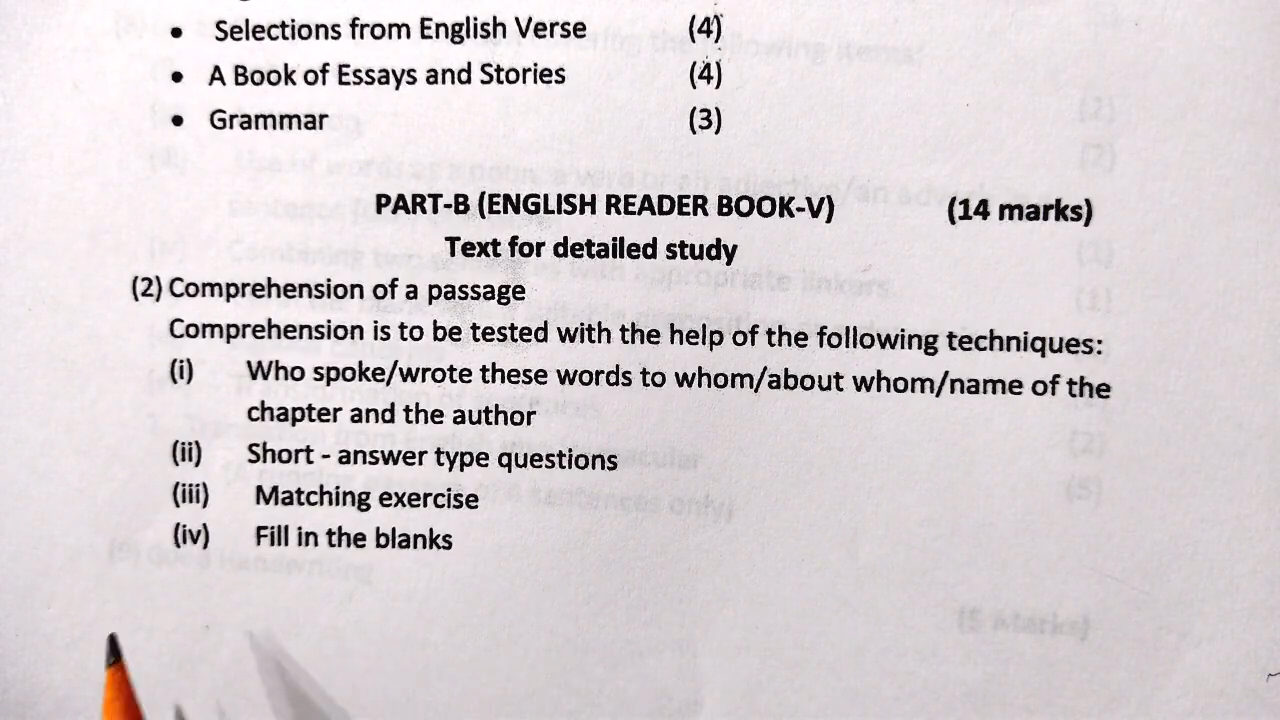 • Selections from English Verse (4)
• A Book of Essays and Stories (4)
• Grammar (3)
PART-B (ENGLISH READER BOOK-V) (14 marks)
Text for detailed study
(2) Comprehension of a passage
Comprehension is to be tested with the help of the following techniques:
(i) Who spoke/wrote these words to whom/about whom/name of the
chapter and the author
(ii) Short - answer type questions
(iii) Matching exercise
(iv) Fill in the blanks